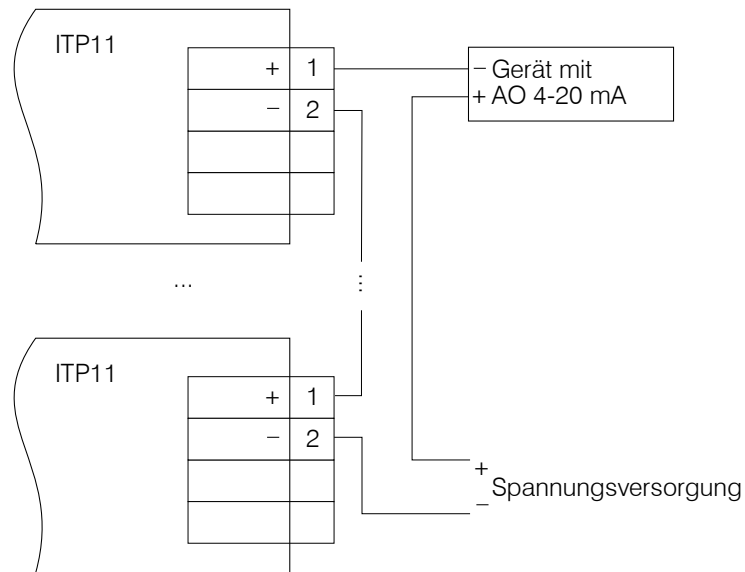 ITP11
+ 1
− 2
− Gerät mit
+ AO 4-20 mA
...
...
ITP11
+ 1
− 2
+
Spannungsversorgung
−